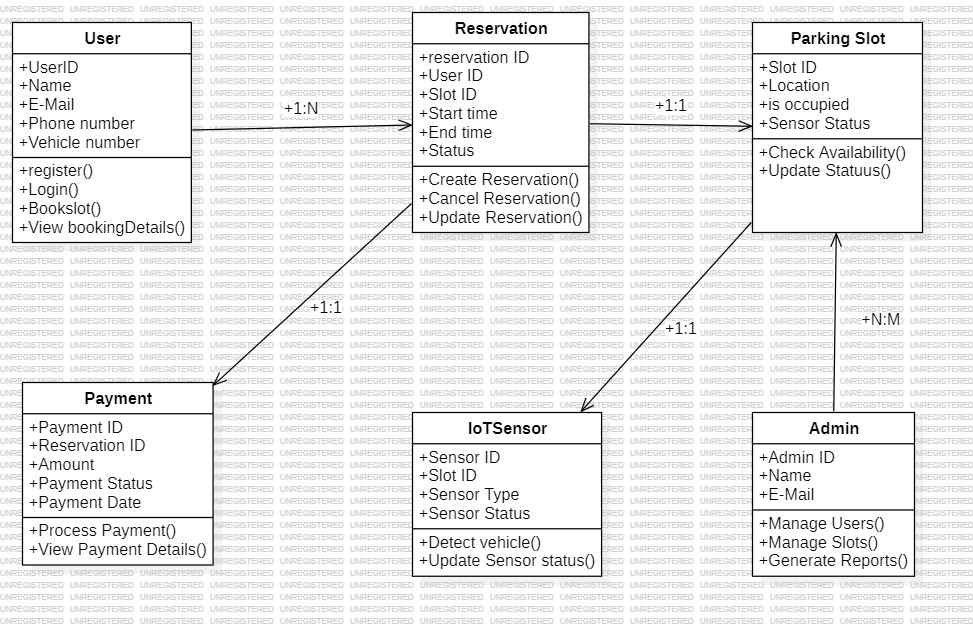 User
+UserID
+Name
+E-Mail
+Phone number
+Vehicle number
+register()
+Login()
+Bookslot()
+View bookingDetails()
+1:N
Reservation
+reservation ID
+User ID
+Slot ID
+Start time
+End time
+Status
+Create Reservation()
+Cancel Reservation()
+Update Reservation()
+1:1
Parking Slot
+Slot ID
+Location
+is occupied
+Sensor Status
+Check Availability()
+Update Statuus()
+1:1
+1:1
+N:M
Payment
+Payment ID
+Reservation ID
+Amount
+Payment Status
+Payment Date
+Process Payment()
+View Payment Details()
IoTSensor
+Sensor ID
+Slot ID
+Sensor Type
+Sensor Status
+Detect vehicle()
+Update Sensor status()
Admin
+Admin ID
+Name
+E-Mail
+Manage Users()
+Manage Slots()
+Generate Reports()
UNREGISTERED